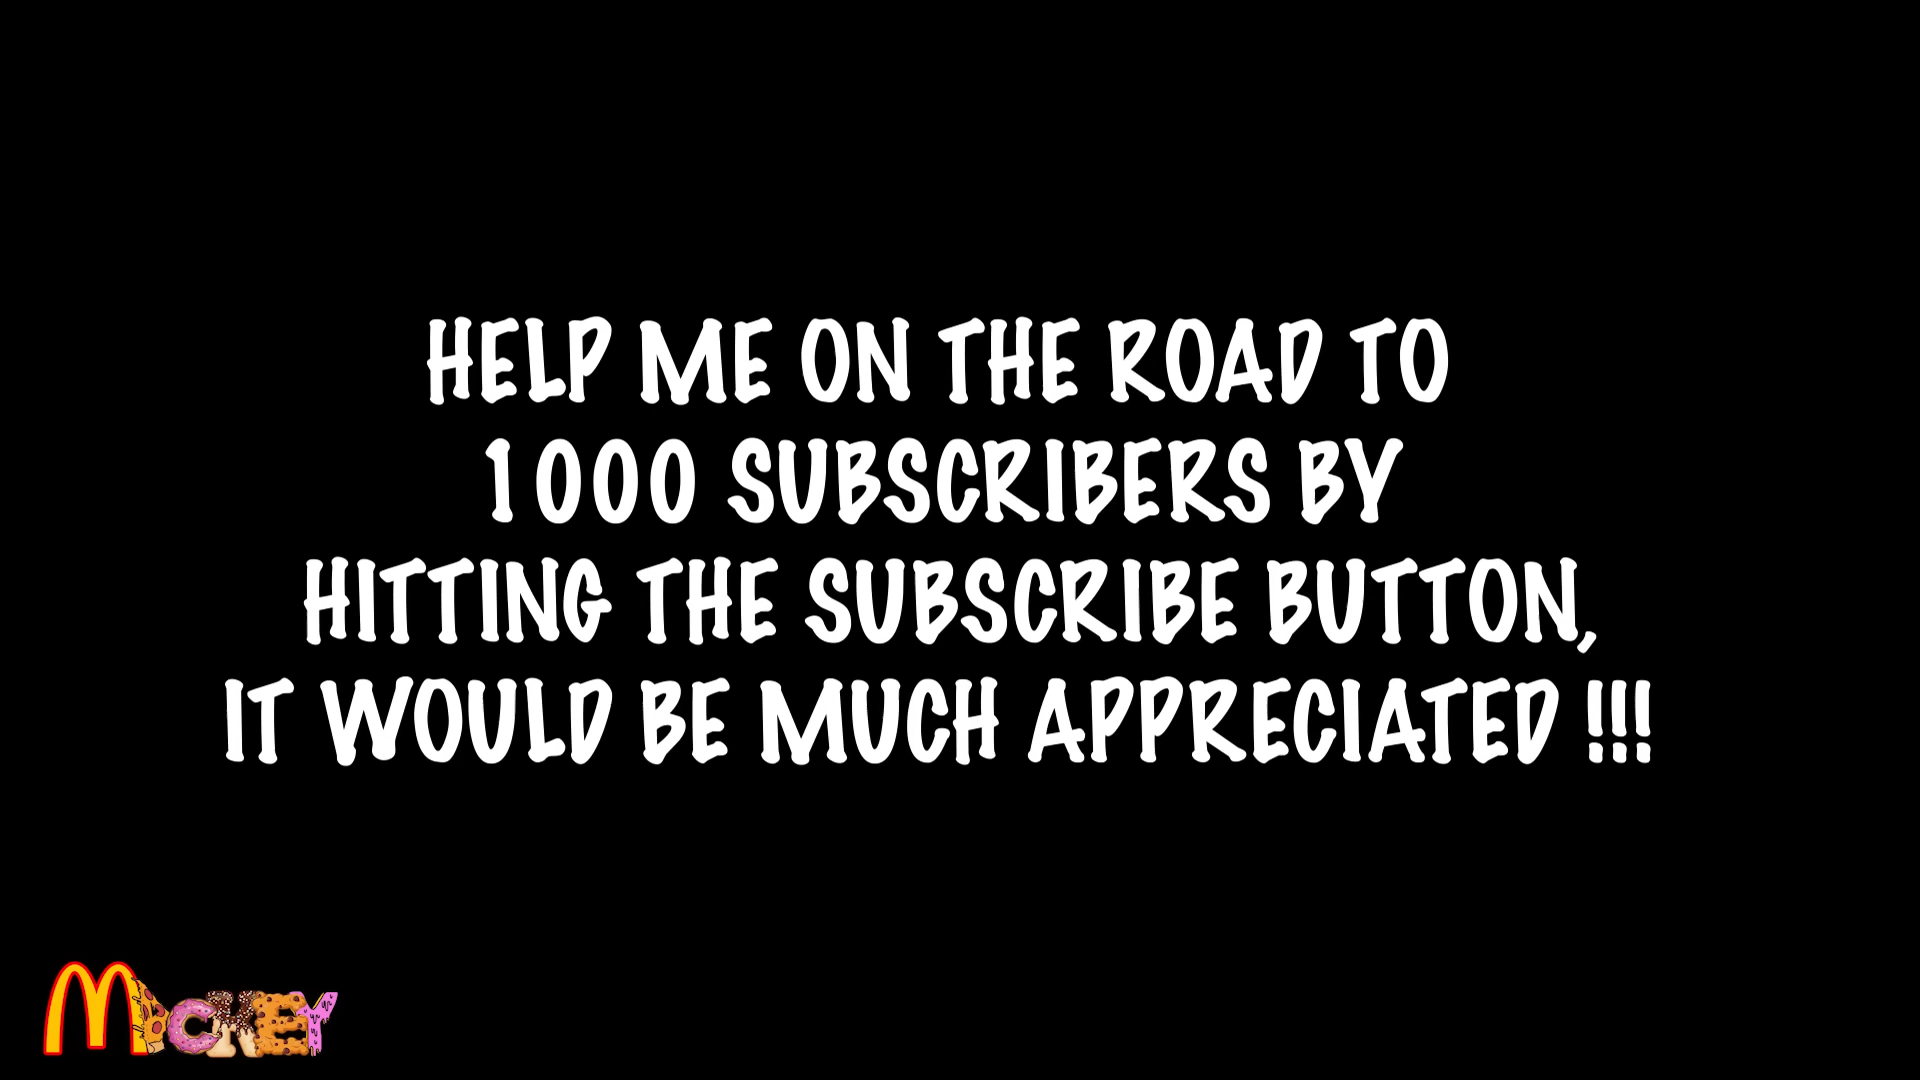 HELP ME ON THE ROAD TO
1000 SUBSCRIBERS BY
HITTING THE SUBSCRIBE BUTTON,
IT WOULD BE MUCH APPRECIATED !!!
MICKEY